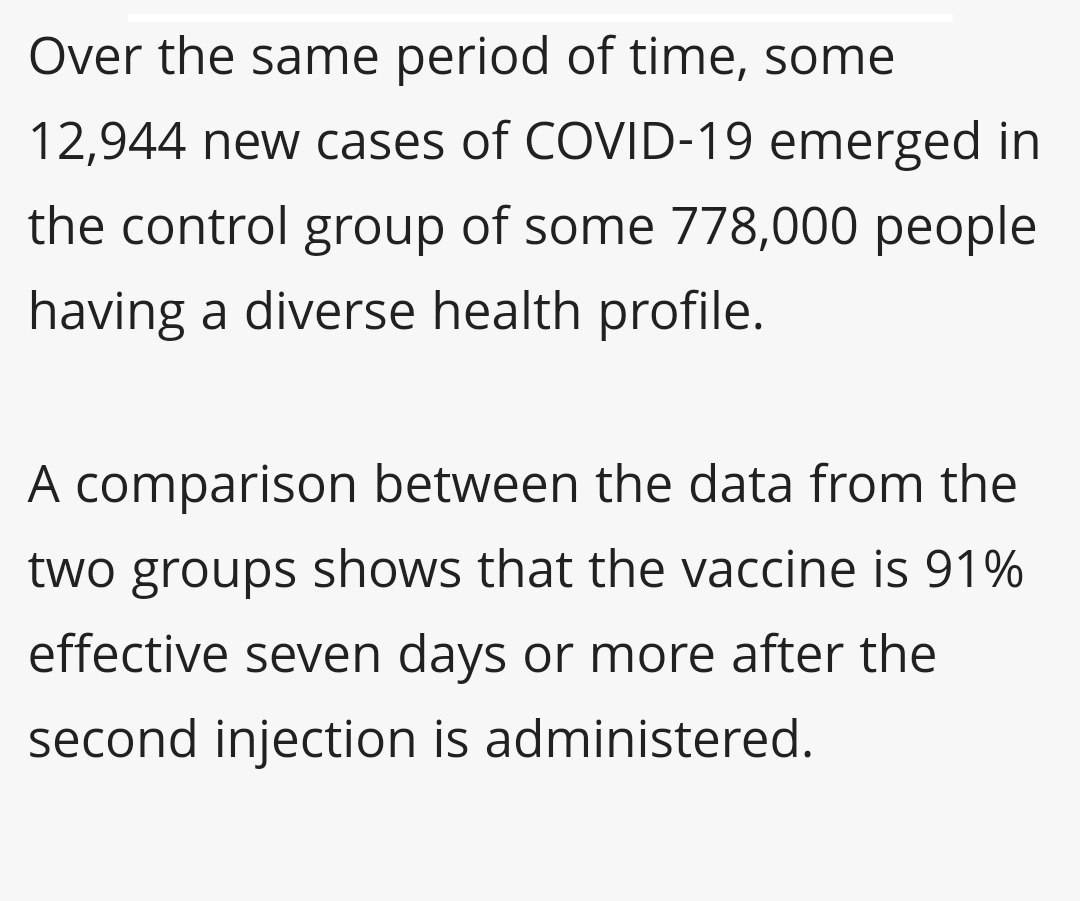 Over the same period of time, some
12,944 new cases of COVID-19 emerged in
the control group of some 778,000 people
having a diverse health profile.
A comparison between the data from the
two groups shows that the vaccine is 91%
effective seven days or more after the
second injection is administered.